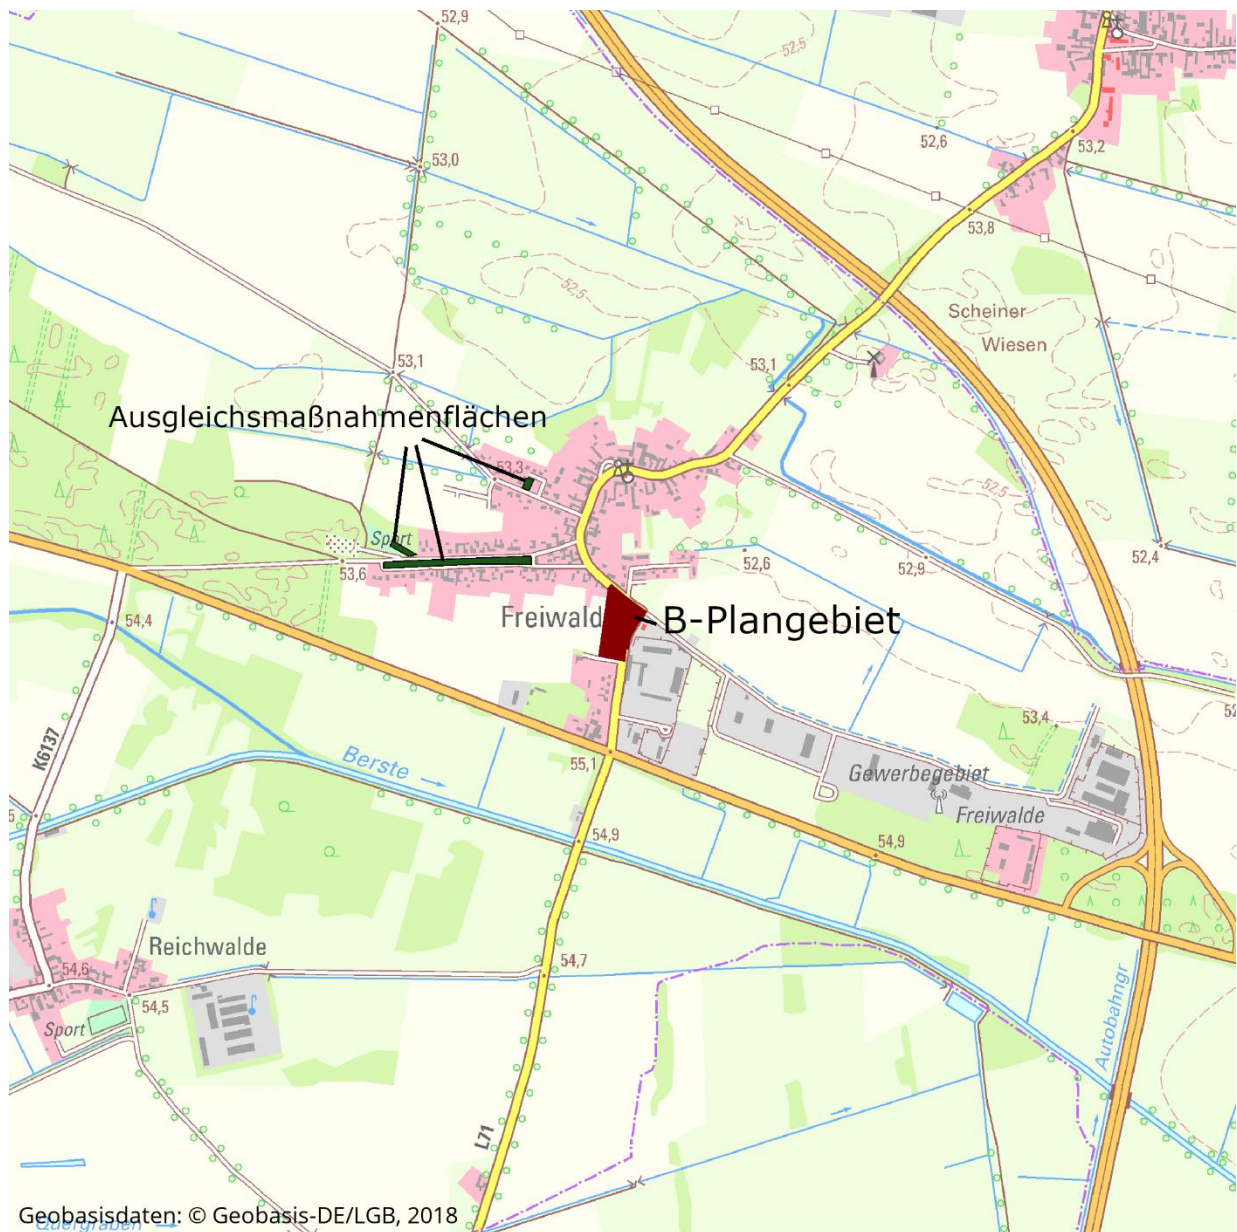 52,9
52,5
53,0
52,6
53,2
53,8
52,5
Scheiner
Wiesen
53,1
53,1
Ausgleichsmaßnahmenflächen
53,3
52,5
Sport
53,6
52,6
52,9
52,4
Freiwald
B-Plangebiet
54,4
K6137
53,4
Berste
55,1
Gewerbegebiet
Freiwalde
54,9
54,9
Reichwalde
54,6
54,7
54,5
Sport
Autobahngr
L71
Geobasisdaten: © Geobasis-DE/LGB, 2018